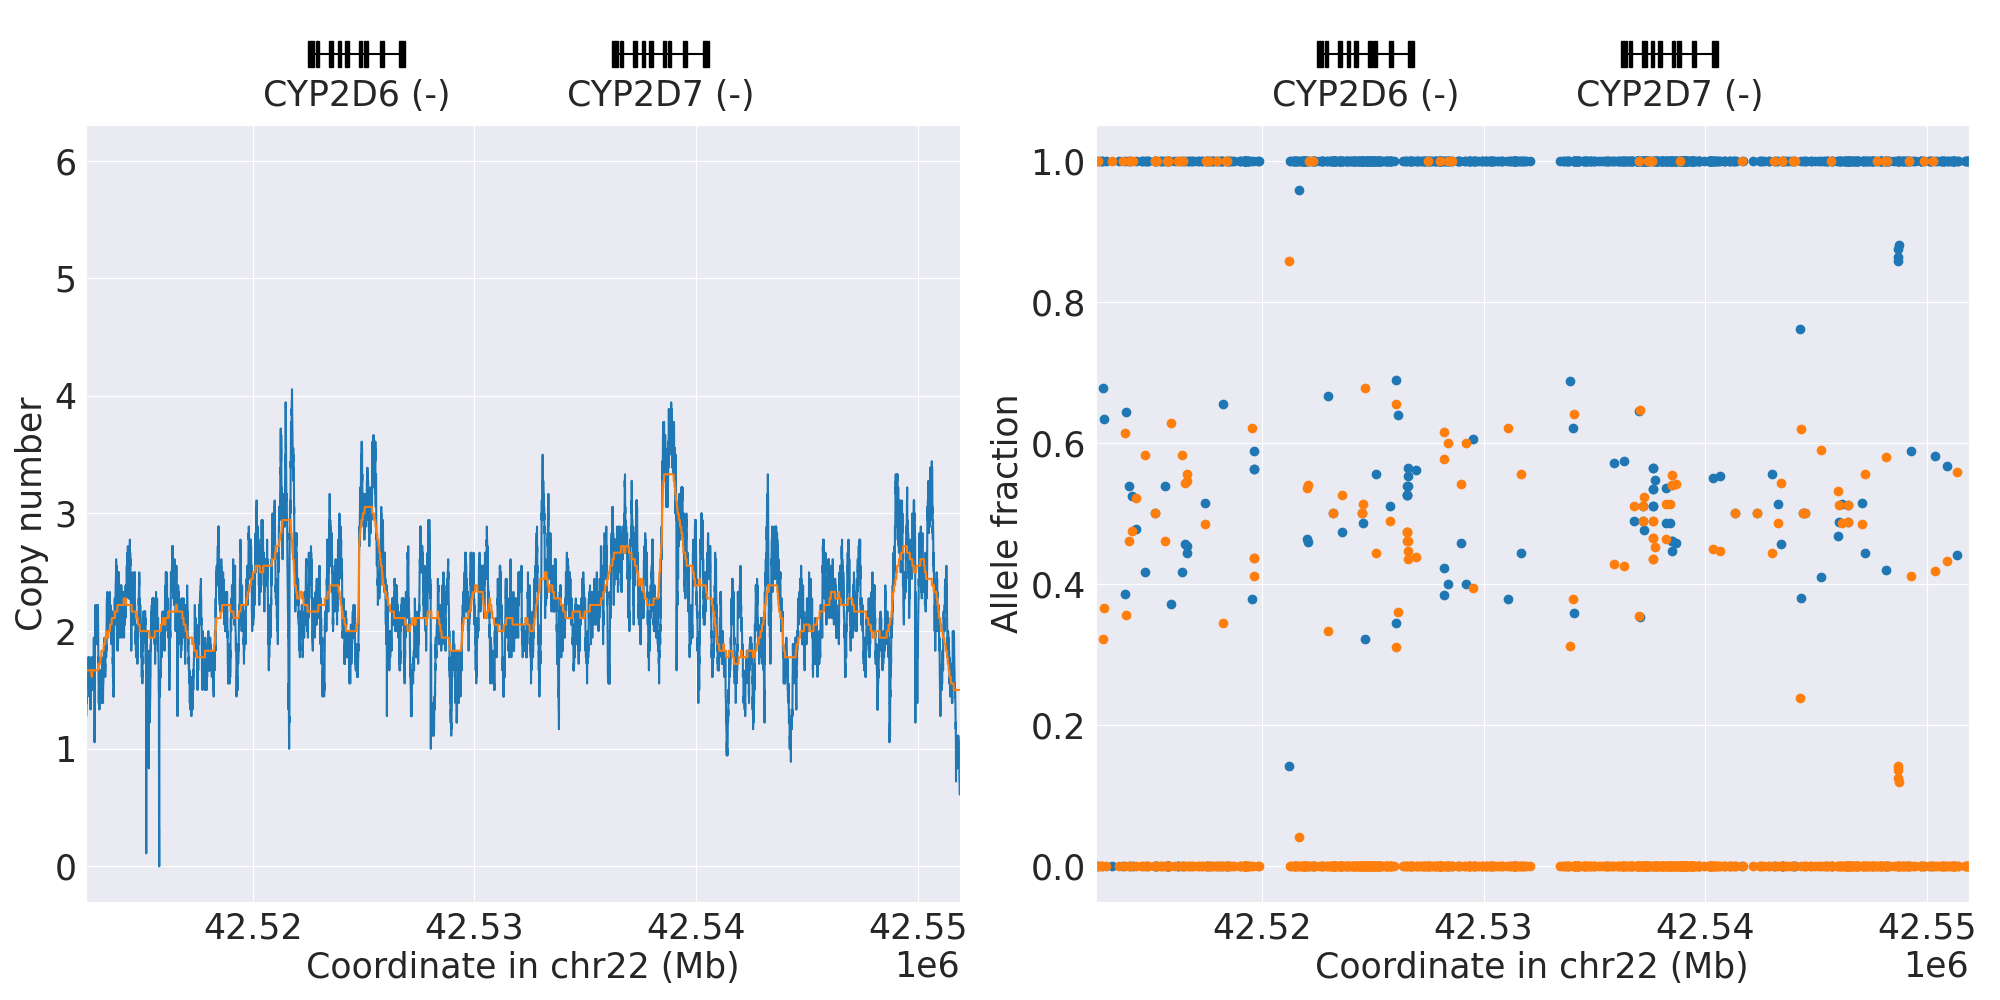 CYP2D6 (-) CYP2D7 (-)
6
5
4
3
2
1
0
Copy number
42.52 42.53 42.54 42.55
Coordinate in chr22 (Mb) 1e6
CYP2D6 (-) CYP2D7 (-)
1.0
0.8
0.6
0.4
0.2
0.0
Allele fraction
42.52 42.53 42.54 42.55
Coordinate in chr22 (Mb) 1e6